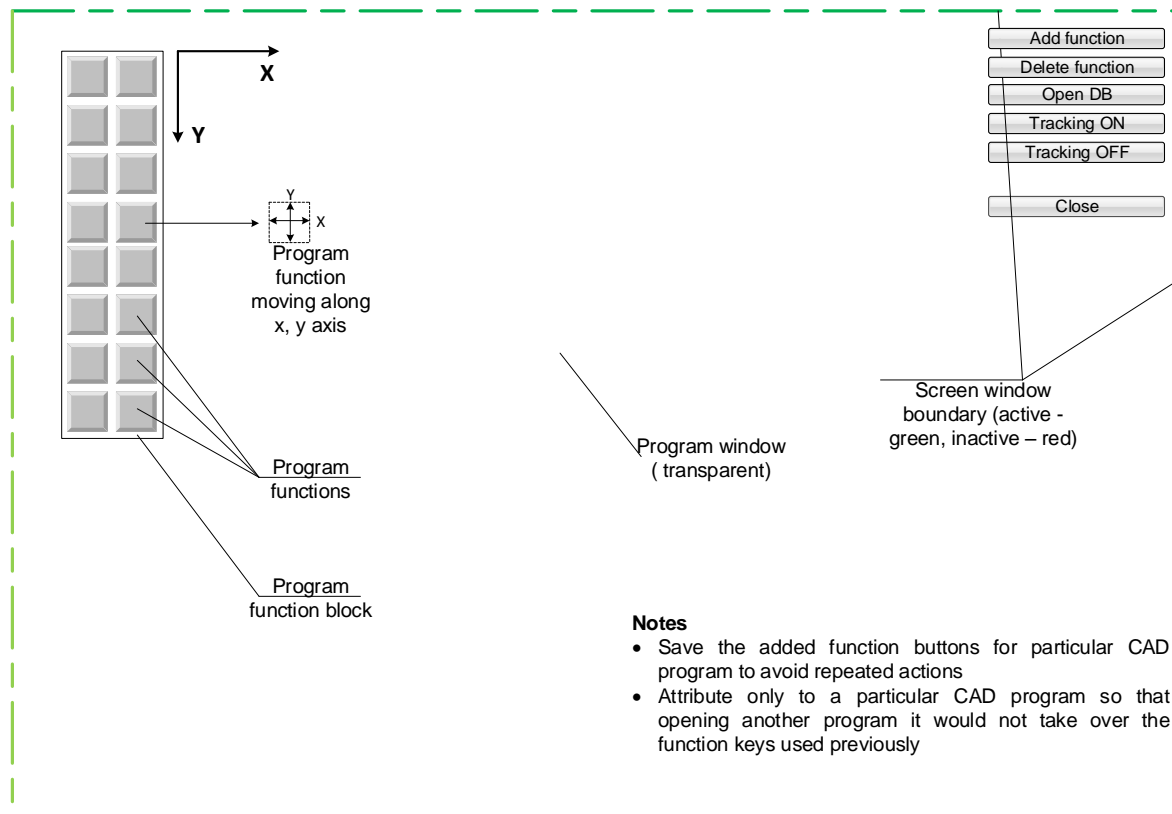 Add function
Delete function
Open DB
Tracking ON
Tracking OFF
Close
X
Y
Y
X
Program
function
moving along
x, y axis
Screen window
boundary (active -
green, inactive – red)
Program window
( transparent)
Program
functions
Program
function block
Notes
• Save the added function buttons for particular CAD
program to avoid repeated actions
• Attribute only to a particular CAD program so that
opening another program it would not take over the
function keys used previously